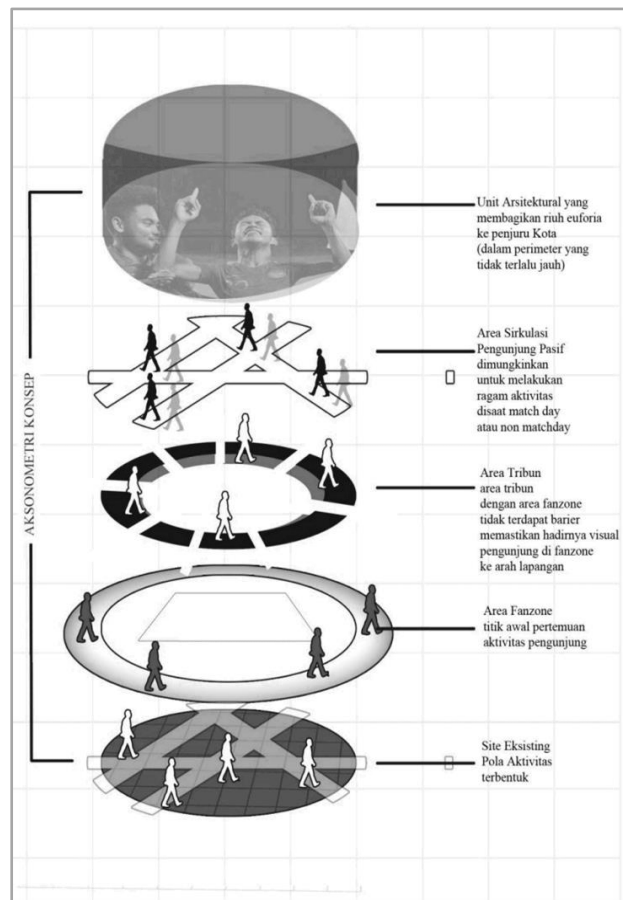 AKSONOMETRI KONSEP
Unit Arsitektural yang
membagikan riuh euforia
ke penjuru Kota
(dalam perimeter yang
tidak terlalu jauh)
Area Sirkulasi
Pengunjung Pasif
dimungkinkan
untuk melakukan
ragam aktivitas
disaat match day
atau non matchday
Area Tribun
area tribun
dengan area fanzone
tidak terdapat barier
memastikan hadirnya visual
pengunjung di fanzone
ke arah lapangan
Area Fanzone
titik awal pertemuan
aktivitas pengunjung
Site Eksisting
Pola Aktivitas
terbentuk